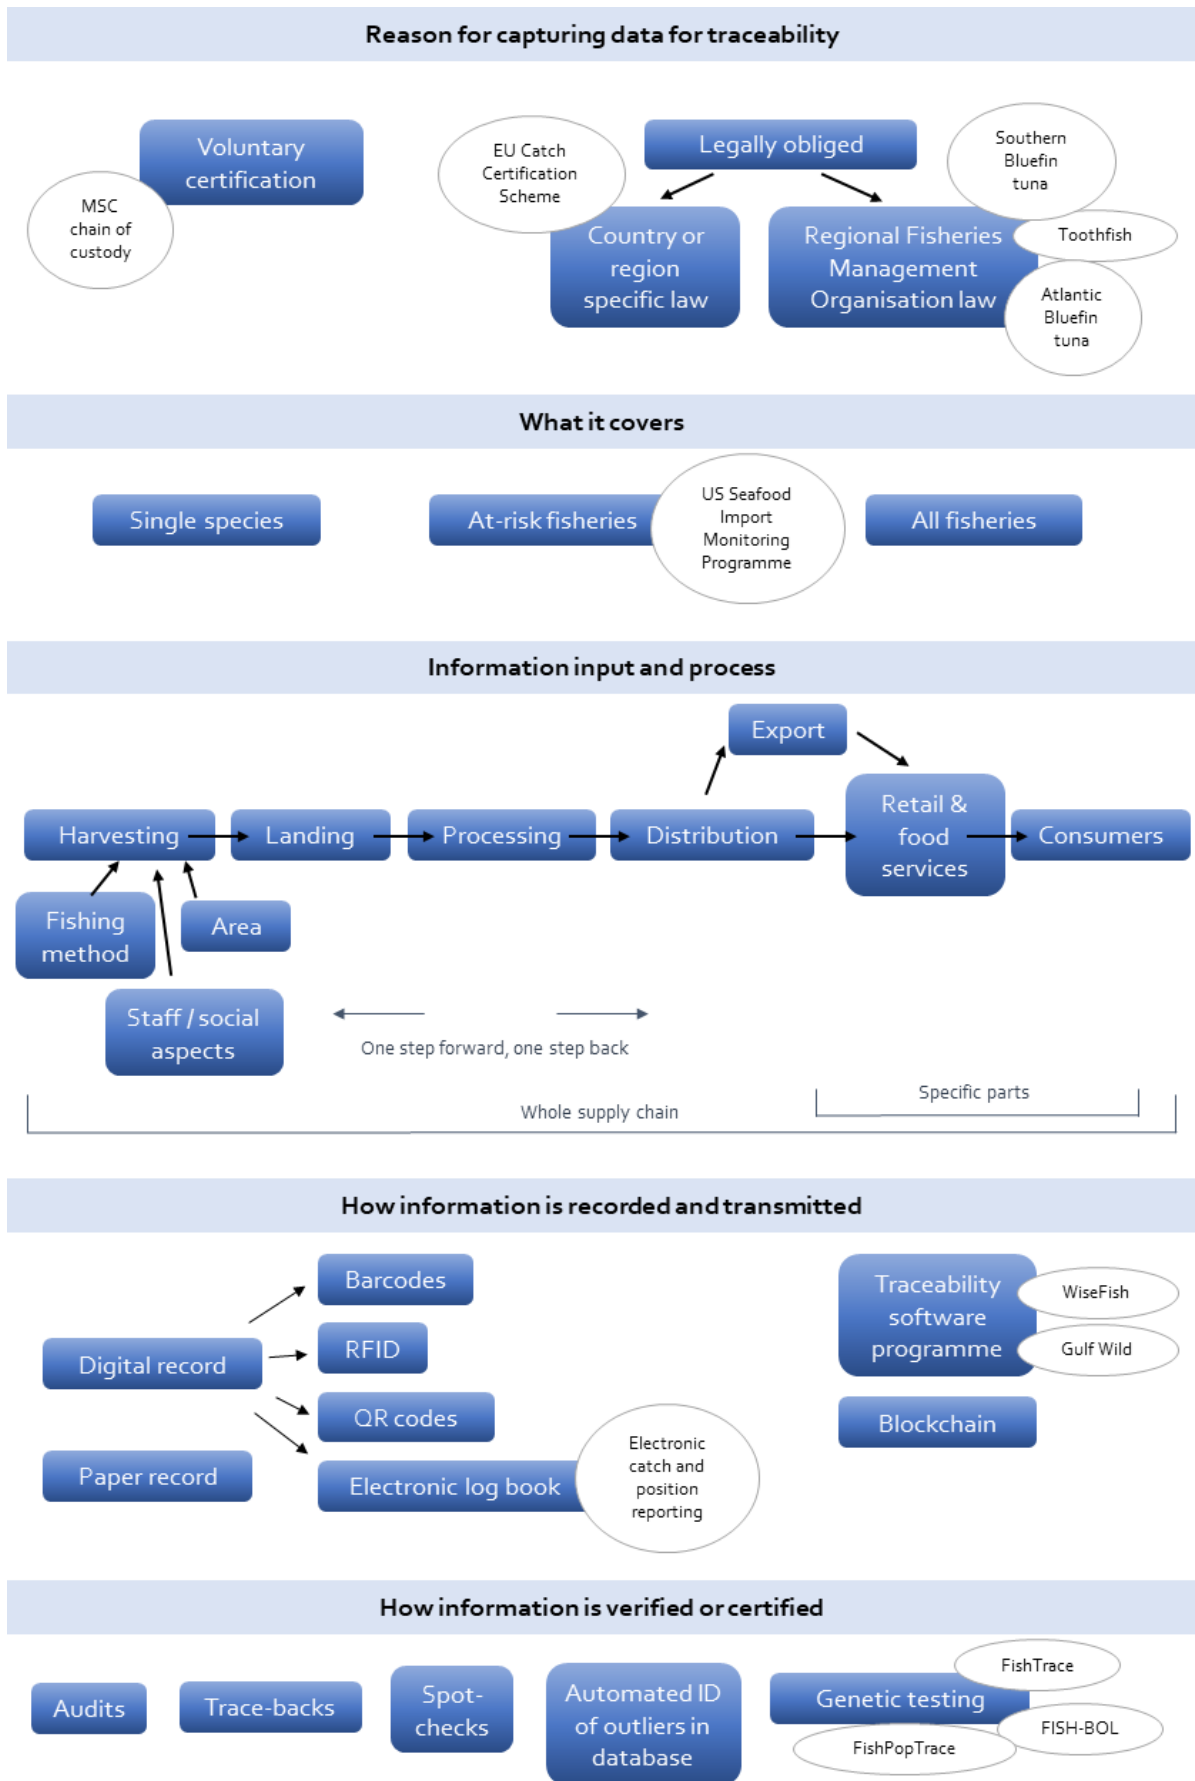 Reason for capturing data for traceability
Voluntary
certification
MSC
chain of
custody
EU Catch
Certification
Scheme
Legally obliged
Country or
region
specific law
Regional Fisheries
Management
Organisation law
Southern
Bluefin
tuna
Toothfish
Atlantic
Bluefin
tuna
What it covers
Single species
At-risk fisheries
US Seafood
Import
Monitoring
Programme
All fisheries
Information input and process
Export
Harvesting
Landing
Processing
Distribution
Retail &
food
services
Consumers
Fishing
method
Area
Staff / social
aspects
One step forward, one step back
Specific parts
Whole supply chain
How information is recorded and transmitted
Digital record
Paper record
Barcodes
RFID
QR codes
Electronic log book
Electronic
catch and
position
reporting
Traceability
software
programme
WiseFish
Gulf Wild
Blockchain
How information is verified or certified
Audits
Trace-backs
Spot-
checks
Automated ID
of outliers in
database
Genetic testing
FishTrace
FISH-BOL
FishPopTrace